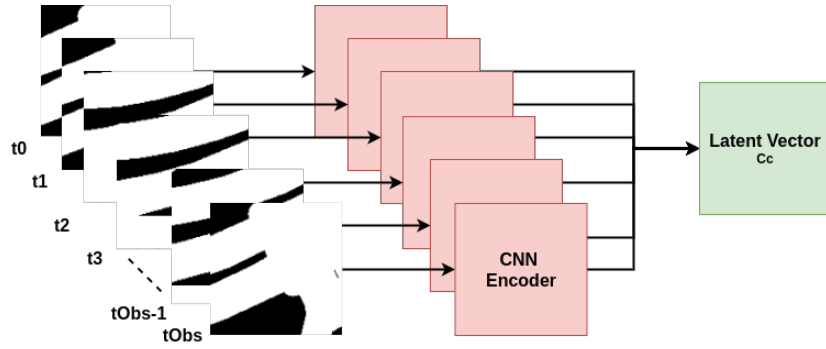 t0
t1
t2
t3
tObs-1
tObs
CNN
Encoder
Latent Vector
Cc